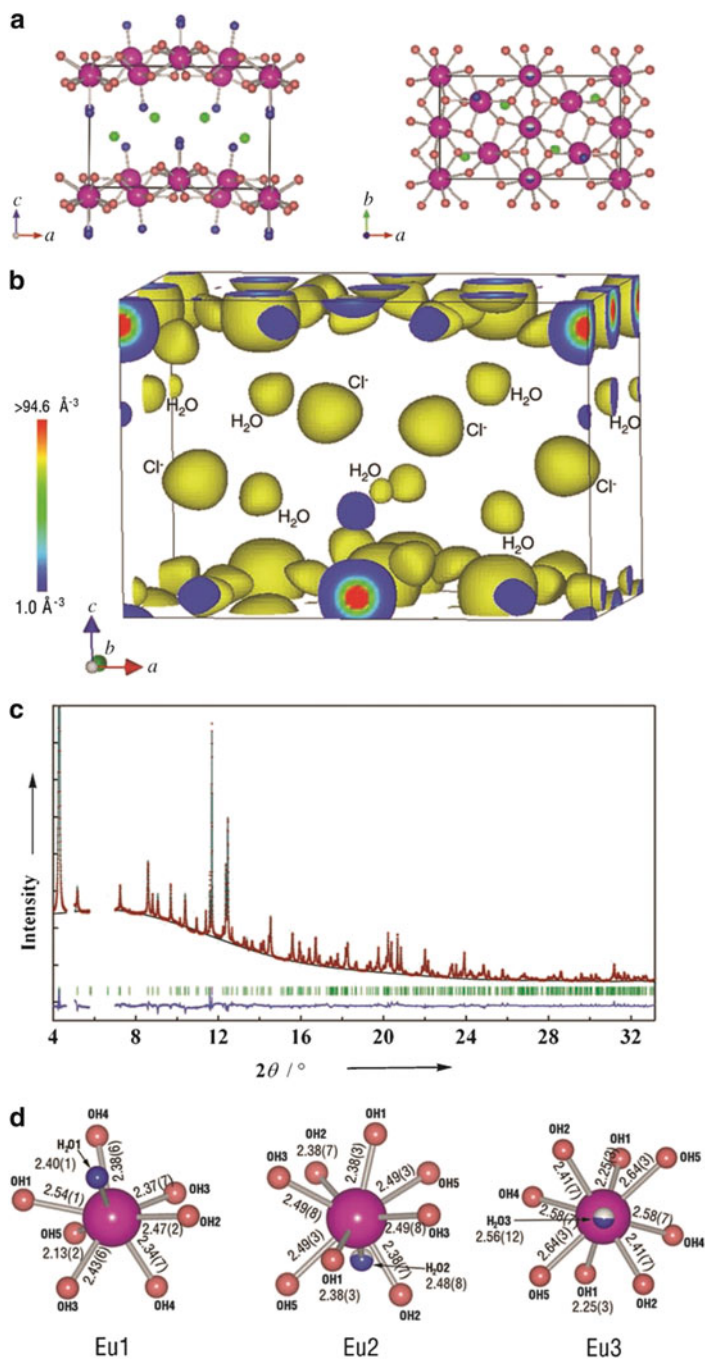 a
c
a
b
a
b
>94.6 Å⁻³
1.0 Å⁻³
H₂O
H₂O
Cl⁻
Cl⁻
H₂O
H₂O
Cl⁻
H₂O
H₂O
Cl⁻
H₂O
c
b
a
c
Intensity
4 8 12 16 20 24 28 32
2θ / °
d
OH4
H₂O1
2.40(1)
2.38(6)
OH1
2.54(1)
2.37(7)
OH3
2.47(2)
OH2
OH5
2.13(2)
2.43(6)
2.34(7)
OH3
OH4
Eu1
OH1
OH2
2.38(7)
2.38(3)
OH3
2.49(3)
OH5
2.49(8)
2.49(8)
OH3
2.49(3)
2.38(7)
H₂O2
2.48(8)
OH5
OH1
2.38(3)
OH2
Eu2
OH2
OH1
2.25(3)
OH5
2.41(7)
2.64(3)
OH4
2.58(7)
2.58(7)
OH4
H₂O3
2.56(12)
2.64(3)
2.41(7)
OH5
OH1
2.25(3)
OH2
Eu3